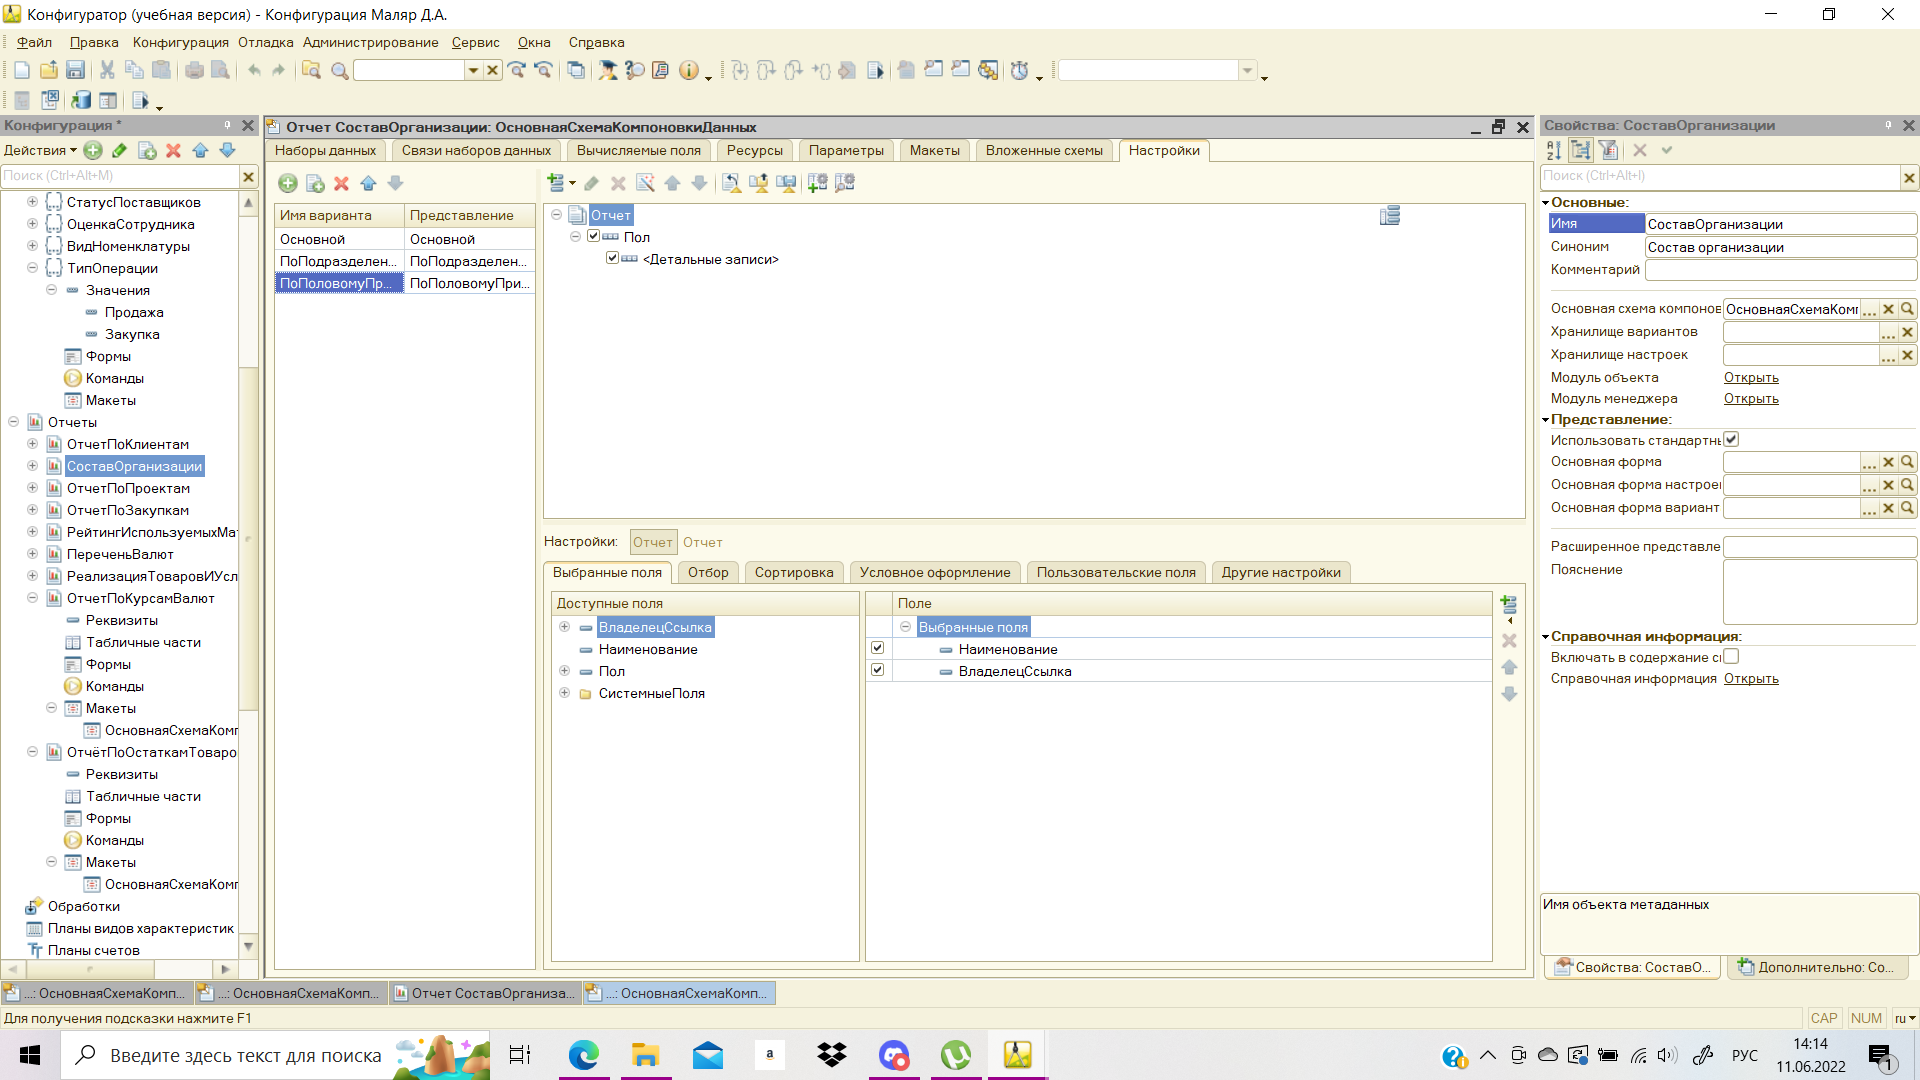 Конфигуратор (учебная версия) - Конфигурация Маляр Д.А.
Файл Правка Конфигурация Отладка Администрирование Сервис Окна Справка
Конфигурация *
Действия
Поиск (Ctrl+Alt+M)
СтатусПоставщиков
ОценкаСотрудника
ВидНоменклатуры
ТипОперации
Значения
Продажа
Закупка
Формы
Команды
Макеты
Отчеты
ОтчетПоКлиентам
СоставОрганизации
ОтчетПоПроектам
ОтчетПоЗакупкам
РейтингИспользуемыхМа
ПереченьВалют
РеализацияТоваровИУсл
ОтчетПоКурсамВалют
Реквизиты
Табличные части
Формы
Команды
Макеты
ОсновнаяСхемаКом
ОтчётПоОстаткамТоваро
Реквизиты
Табличные части
Формы
Команды
Макеты
ОсновнаяСхемаКом
Обработки
Планы видов характеристик
Планы счетов
Отчет СоставОрганизации: ОсновнаяСхемаКомпоновкиДанных
Наборы данных Связи наборов данных Вычисляемые поля Ресурсы Параметры Макеты Вложенные схемы Настройки
Имя варианта Представление
Основной Основной
ПоПодразделен... ПоПодразделен...
ПоПоловомуПр... ПоПоловомуПри...
Отчет
Пол
<Детальные записи>
Настройки: Отчет Отчет
Выбранные поля Отбор Сортировка Условное оформление Пользовательские поля Другие настройки
Доступные поля
ВладелецСсылка
Наименование
Пол
СистемныеПоля
Поле
Выбранные поля
Наименование
ВладелецСсылка
Свойства: СоставОрганизации
Поиск (Ctrl+Alt+I)
Основные:
Имя СоставОрганизации
Синоним Состав организации
Комментарий
Основная схема компонов ОсновнаяСхемаКом ...
Хранилище вариантов ...
Хранилище настроек ...
Модуль объекта Открыть
Модуль менеджера Открыть
Представление:
Использовать стандартны
Основная форма ...
Основная форма настрое ...
Основная форма вариант ...
Расширенное представле
Пояснение
Справочная информация:
Включать в содержание с
Справочная информация Открыть
Имя объекта метаданных
Свойства: СоставО... Дополнительно: Со...
...: ОсновнаяСхемаКомп... ...: ОсновнаяСхемаКомп... Отчет СоставОрганиза... ...: ОсновнаяСхемаКомп...
Для получения подсказки нажмите F1
CAP NUM ru
Введите здесь текст для поиска
a
РУС
14:14
11.06.2022
1